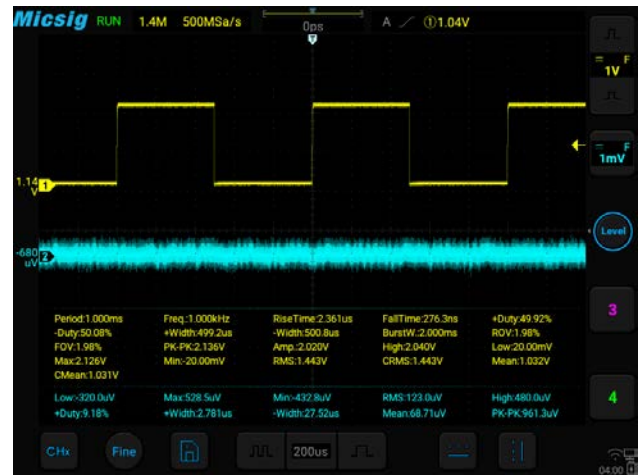 Micsig RUN 1.4M 500MSa/s 0ps A ①1.04V
T
F
1V
1.14
V
1
F
1mV
Level
-680
uV
2
Period:1.000ms Freq.:1.000kHz RiseTime:2.361us FallTime:276.3ns +Duty:49.92%
-Duty:50.08% +Width:499.2us -Width:500.8us BurstW.:2.000ms ROV:1.98%
FOV:1.98% PK-PK:2.136V Amp.:2.020V High:2.040V Low:20.00mV
Max:2.126V Min:-20.00mV RMS:1.443V CRMS:1.443V Mean:1.032V
CMean:1.031V
3
Low:-320.0uV Max:528.5uV Min:-432.8uV RMS:123.0uV High:480.0uV
+Duty:9.18% +Width:2.781us -Width:27.52us Mean:68.71uV PK-PK:961.3uV
4
CHx Fine 200us
04:00